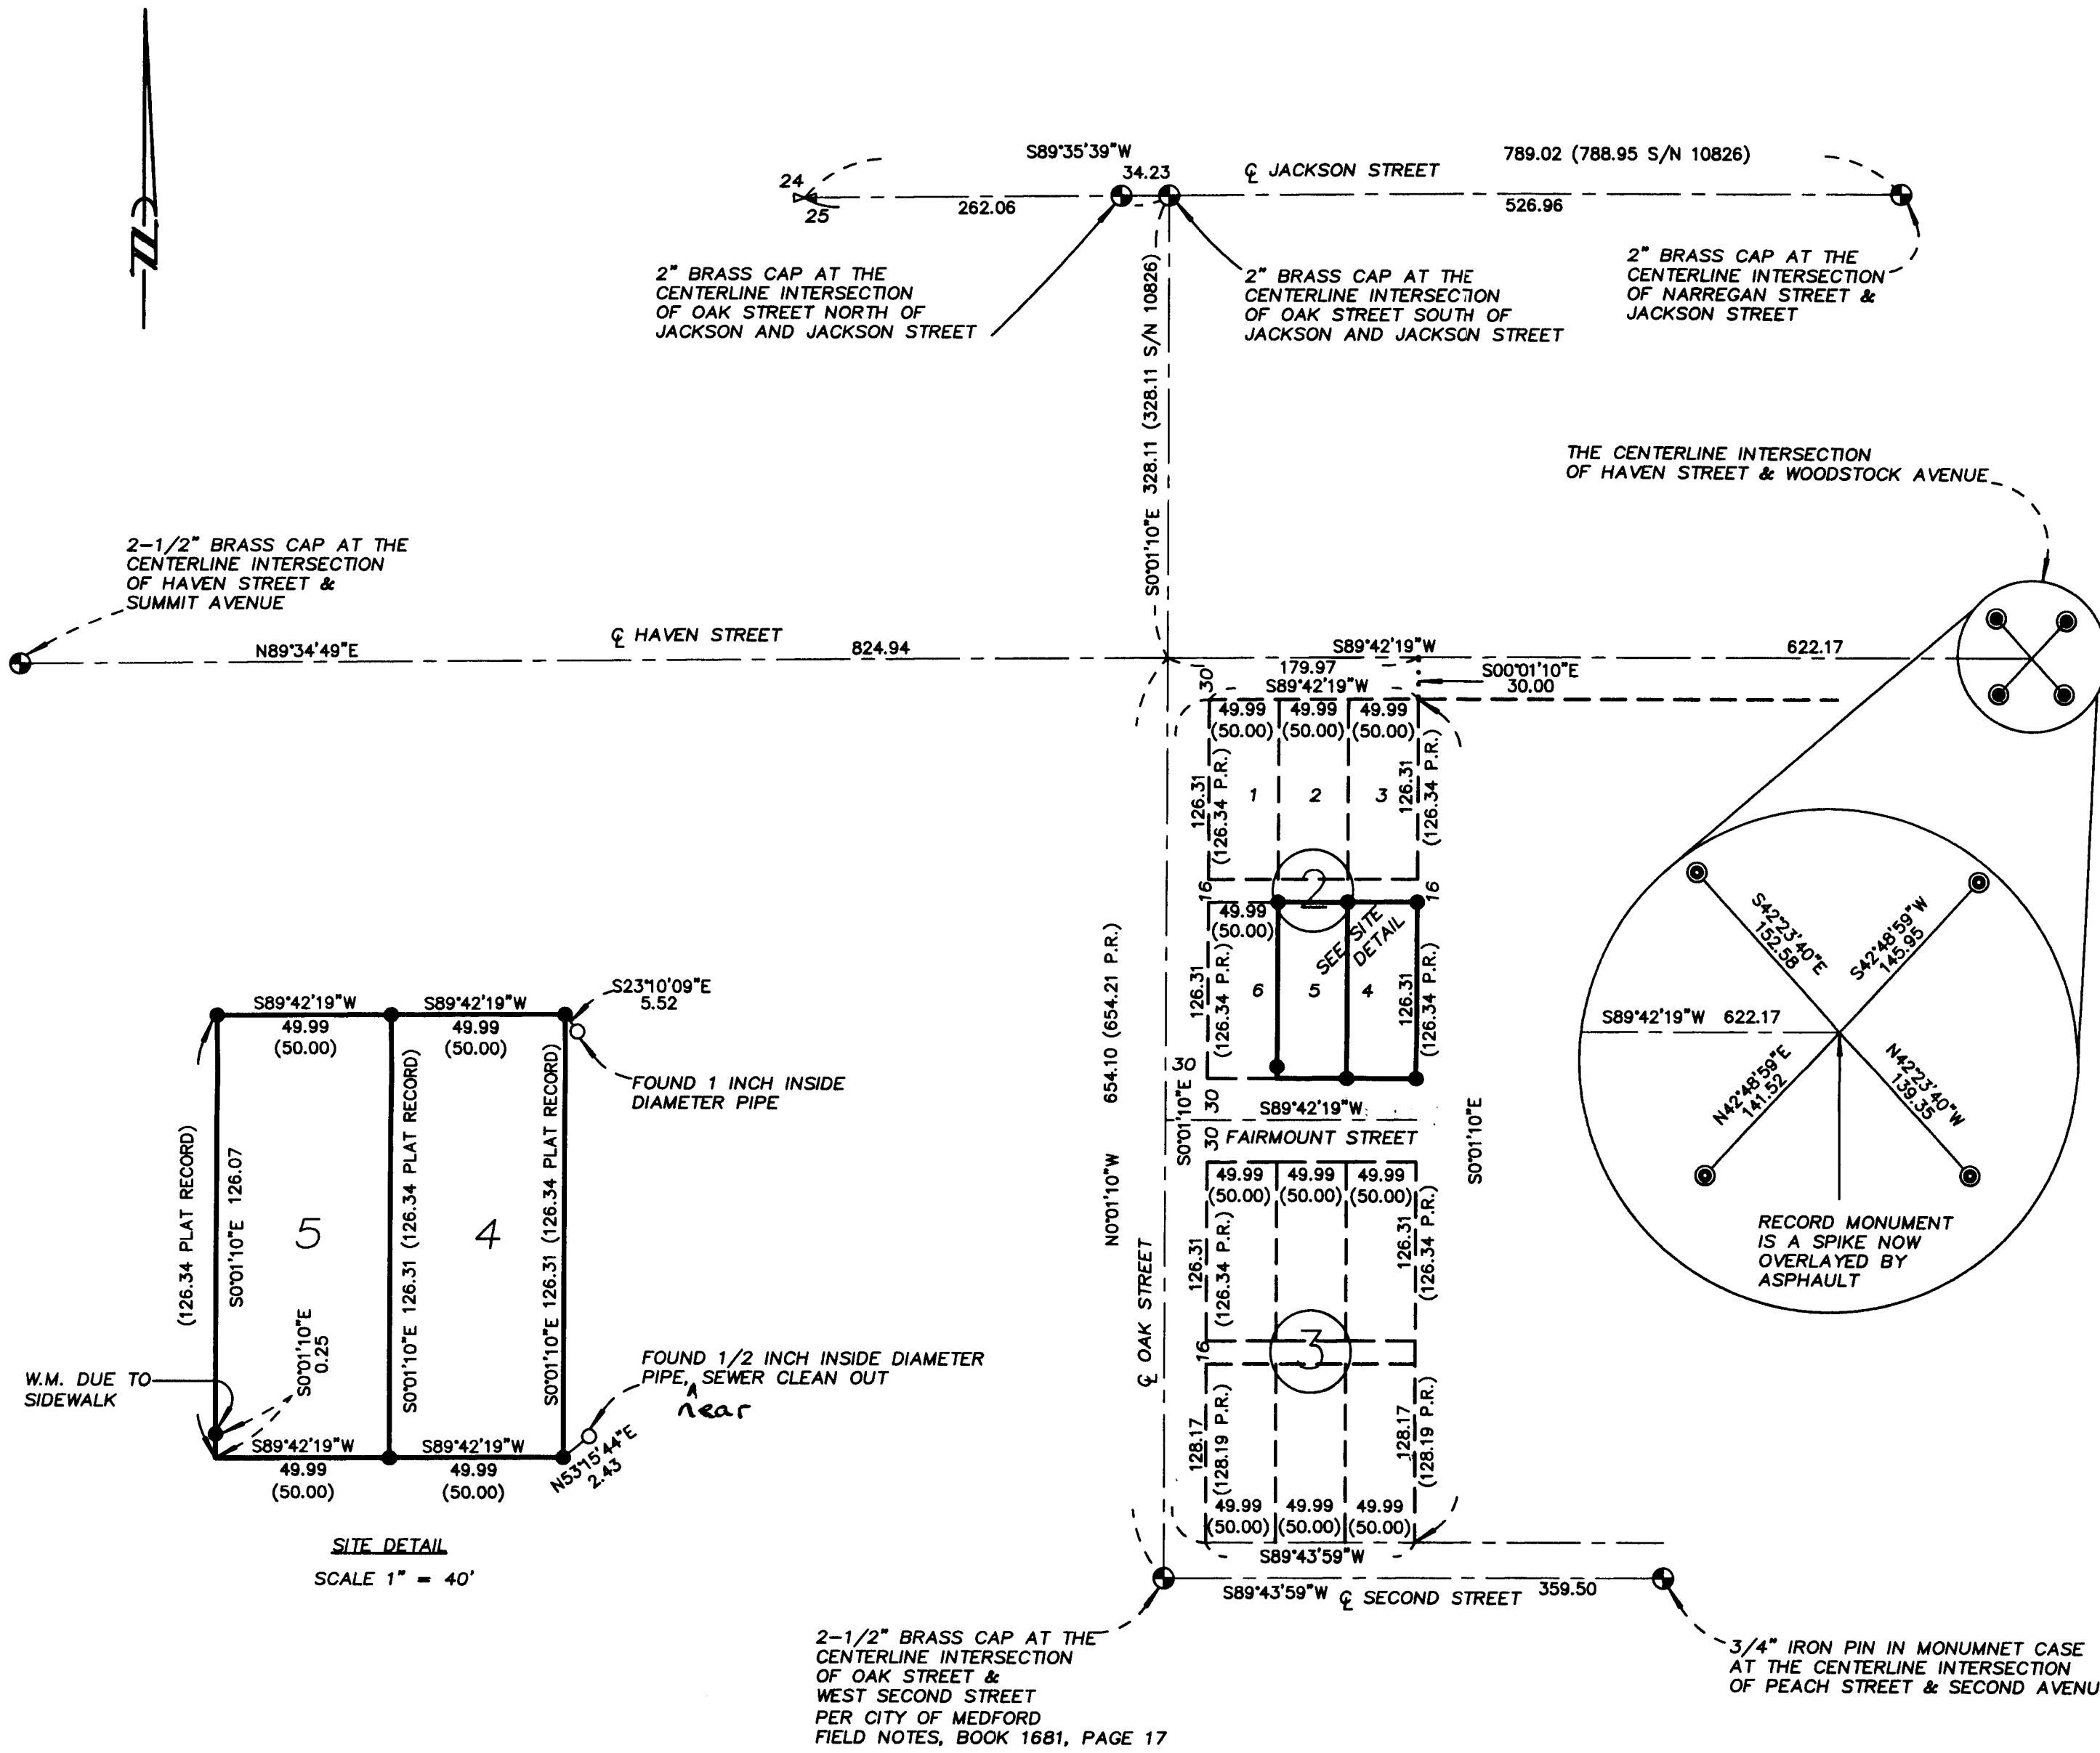 N
S89°35'39"W
34.23
℄ JACKSON STREET
789.02 (788.95 S/N 10826)
24
25
262.06
526.96
2" BRASS CAP AT THE
CENTERLINE INTERSECTION
OF OAK STREET NORTH OF
JACKSON AND JACKSON STREET
2" BRASS CAP AT THE
CENTERLINE INTERSECTION
OF OAK STREET SOUTH OF
JACKSON AND JACKSON STREET
2" BRASS CAP AT THE
CENTERLINE INTERSECTION
OF NARREGAN STREET &
JACKSON STREET
S0°01'10"E 328.11 (328.11 S/N 10826)
THE CENTERLINE INTERSECTION
OF HAVEN STREET & WOODSTOCK AVENUE
2-1/2" BRASS CAP AT THE
CENTERLINE INTERSECTION
OF HAVEN STREET &
SUMMIT AVENUE
N89°34'49"E
℄ HAVEN STREET
824.94
S89°42'19"W
622.17
179.97
S00°01'10"E
30.00
30
S89°42'19"W
49.99 49.99 49.99
(50.00) (50.00) (50.00)
126.31
(126.34 P.R.)
1 2 3
126.31
(126.34 P.R.)
16
2
16
49.99
(50.00)
SEE SITE
DETAIL
126.31
(126.34 P.R.)
6 5 4
126.31
(126.34 P.R.)
654.10 (654.21 P.R.)
N0°01'10"W
30
S0°01'10"E
30
S89°42'19"W
30
FAIRMOUNT STREET
S0°01'10"E
49.99 49.99 49.99
(50.00) (50.00) (50.00)
126.31
(126.34 P.R.)
126.31
(126.34 P.R.)
℄ OAK STREET
16
3
128.17
(128.19 P.R.)
128.17
(128.19 P.R.)
49.99 49.99 49.99
(50.00) (50.00) (50.00)
S89°43'59"W
S89°43'59"W ℄ SECOND STREET 359.50
2-1/2" BRASS CAP AT THE
CENTERLINE INTERSECTION
OF OAK STREET &
WEST SECOND STREET
PER CITY OF MEDFORD
FIELD NOTES, BOOK 1681, PAGE 17
3/4" IRON PIN IN MONUMNET CASE
AT THE CENTERLINE INTERSECTION
OF PEACH STREET & SECOND AVENU
S42°23'40"E
152.58
S42°48'59"W
145.95
S89°42'19"W 622.17
N42°48'59"E
141.52
N42°23'40"W
139.35
RECORD MONUMENT
IS A SPIKE NOW
OVERLAYED BY
ASPHAULT
S89°42'19"W S89°42'19"W
49.99 49.99
(50.00) (50.00)
S23°10'09"E
5.52
FOUND 1 INCH INSIDE
DIAMETER PIPE
(126.34 PLAT RECORD)
S0°01'10"E 126.07
S0°01'10"E 126.31 (126.34 PLAT RECORD)
S0°01'10"E 126.31 (126.34 PLAT RECORD)
5 4
S0°01'10"E
0.25
W.M. DUE TO
SIDEWALK
FOUND 1/2 INCH INSIDE DIAMETER
PIPE, SEWER CLEAN OUT
near
N53°15'44"E
2.43
S89°42'19"W S89°42'19"W
49.99 49.99
(50.00) (50.00)
SITE DETAIL
SCALE 1" = 40'